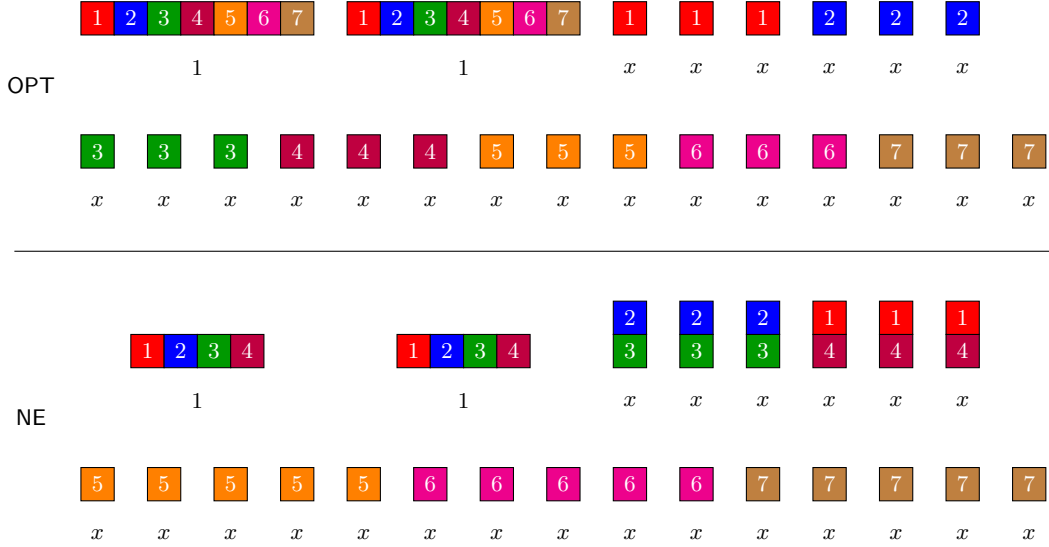 1 2 3 4 5 6 7 1 2 3 4 5 6 7 1 1 1 2 2 2
1 1 x x x x x x
OPT
3 3 3 4 4 4 5 5 5 6 6 6 7 7 7
x x x x x x x x x x x x x x x
2 2 2 1 1 1
1 2 3 4 1 2 3 4 3 3 3 4 4 4
1 1 x x x x x x
NE
5 5 5 5 5 6 6 6 6 6 7 7 7 7 7
x x x x x x x x x x x x x x x